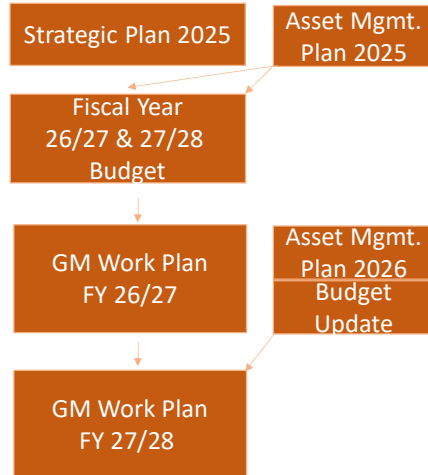 Strategic Plan 2025
Asset Mgmt.
Plan 2025
Fiscal Year
26/27 & 27/28
Budget
GM Work Plan
FY 26/27
Asset Mgmt.
Plan 2026
Budget
Update
GM Work Plan
FY 27/28